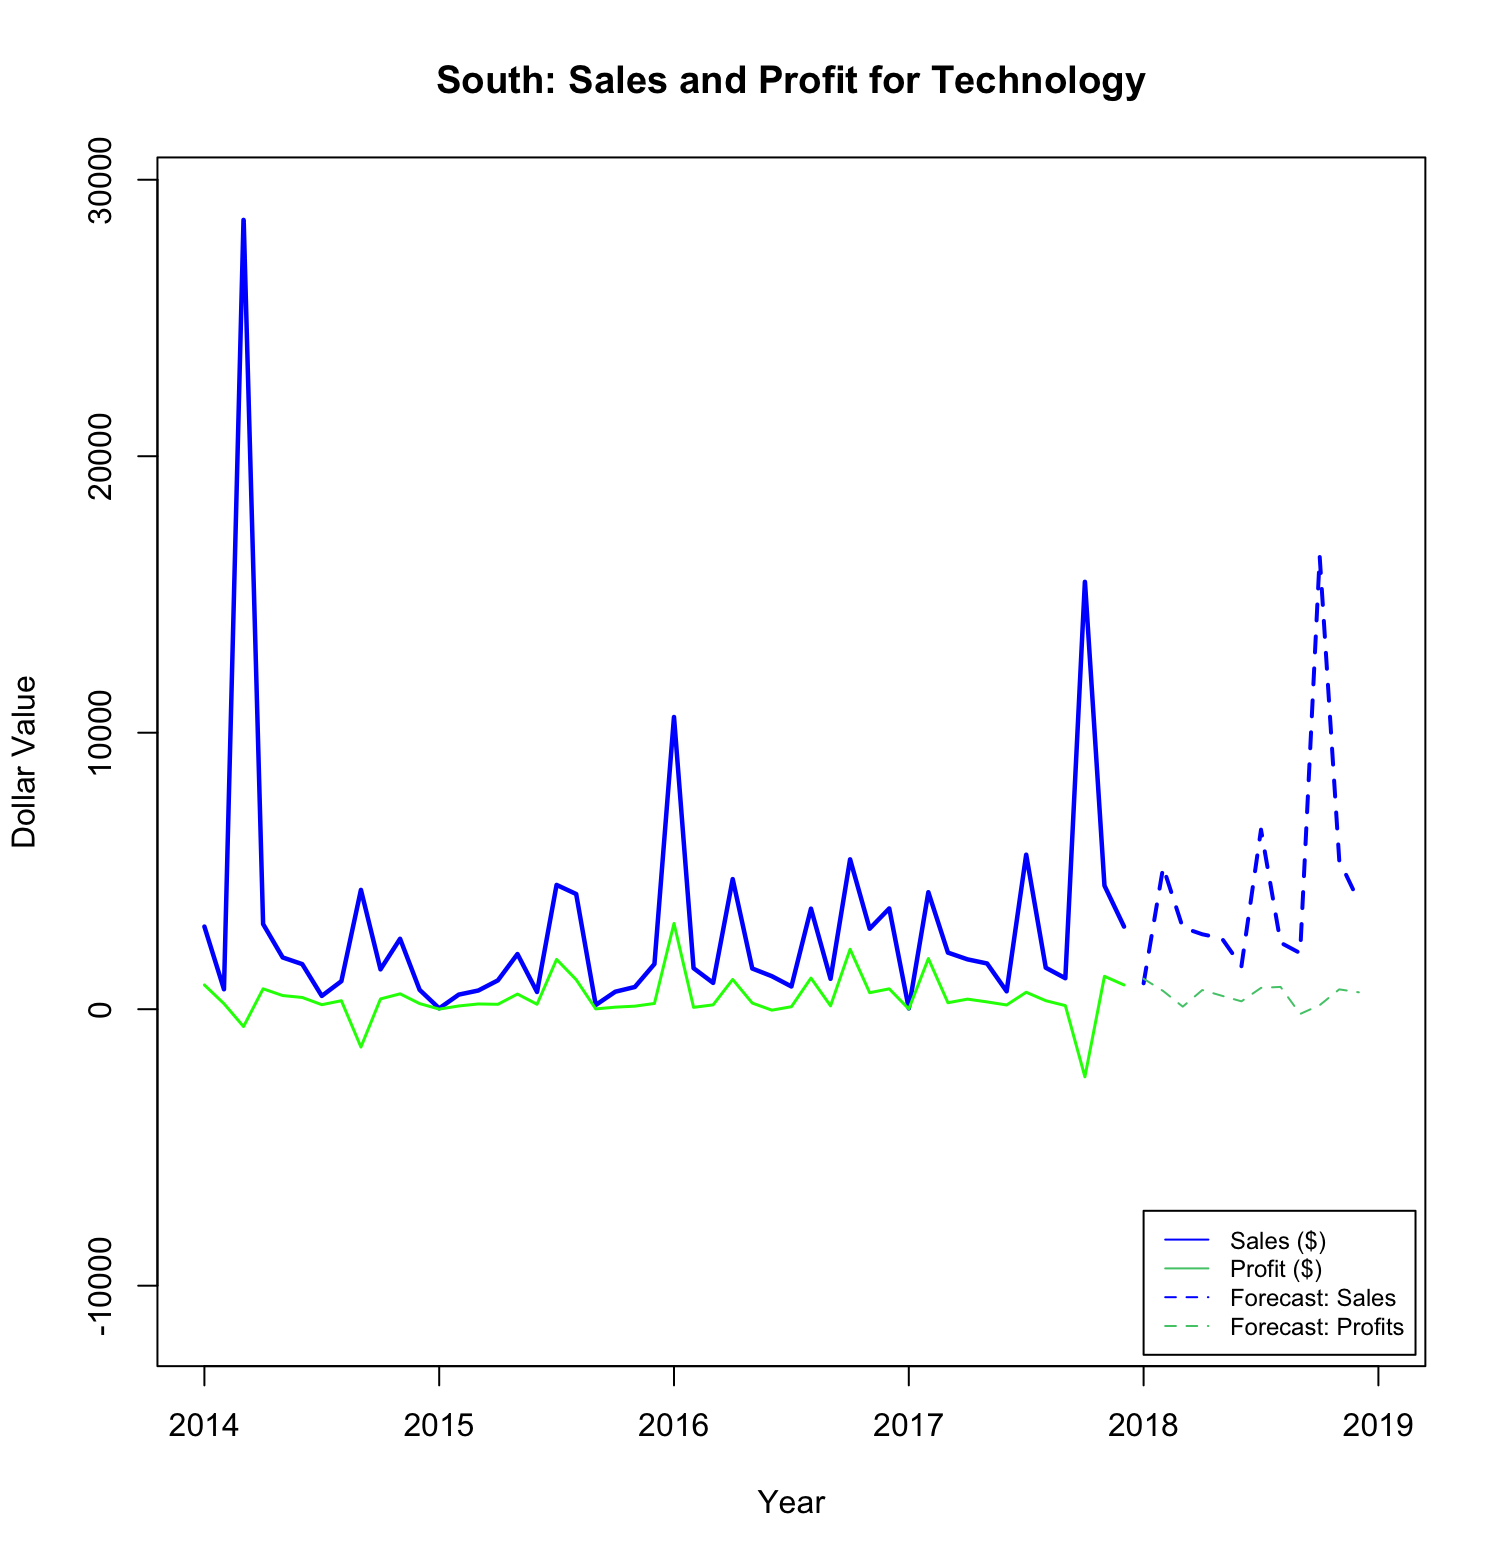 South: Sales and Profit for Technology
30000
20000
10000
0
-10000
Dollar Value
Sales ($)
Profit ($)
Forecast: Sales
Forecast: Profits
2014 2015 2016 2017 2018 2019
Year